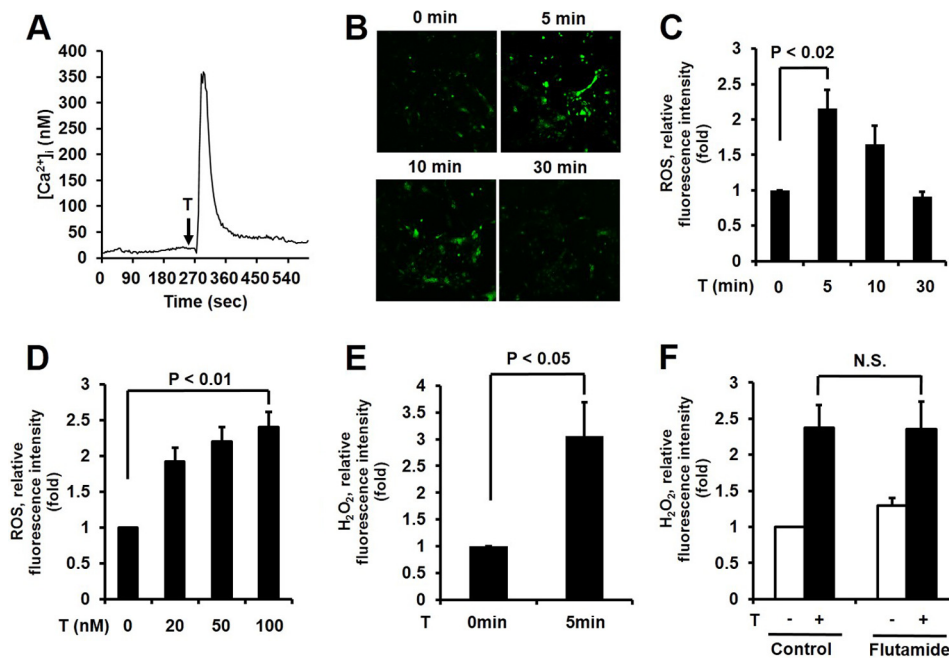 A
[Ca²⁺]ᵢ (nM)
400
350
300
250
200
150
100
50
0
T
0 90 180 270 360 450 540
Time (sec)
B
0 min 5 min
10 min 30 min
C
ROS, relative
fluorescence intensity
(fold)
3
2.5
2
1.5
1
0.5
0
P < 0.02
T (min) 0 5 10 30
D
ROS, relative
fluorescence intensity
(fold)
3
2.5
2
1.5
1
0.5
0
P < 0.01
T (nM) 0 20 50 100
E
H₂O₂, relative
fluorescence intensity
(fold)
4
3.5
3
2.5
2
1.5
1
0.5
0
P < 0.05
T 0min 5min
F
H₂O₂, relative
fluorescence intensity
(fold)
3
2.5
2
1.5
1
0.5
0
N.S.
T - + - +
Control Flutamide